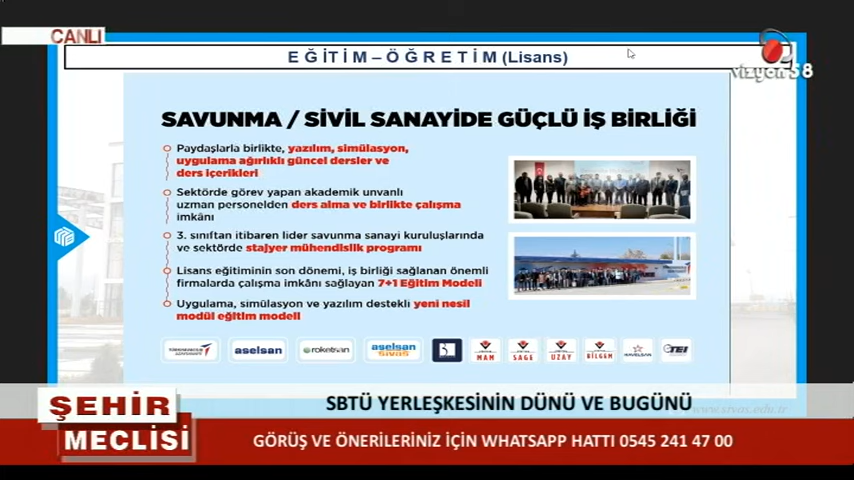 CANLI
EĞİTİM–ÖĞRETİM (Lisans)
vizyon 58
SAVUNMA / SİVİL SANAYİDE GÜÇLÜ İŞ BİRLİĞİ
Paydaşlarla birlikte, yazılım, simülasyon,
uygulama ağırlıklı güncel dersler ve
ders içerikleri
Sektörde görev yapan akademik unvanlı
uzman personelden ders alma ve birlikte çalışma
imkânı
3. sınıftan itibaren lider savunma sanayi kuruluşlarında
ve sektörde stajyer mühendislik programı
Lisans eğitiminin son dönemi, iş birliği sağlanan önemli
firmalarda çalışma imkânı sağlayan 7+1 Eğitim Modeli
Uygulama, simülasyon ve yazılım destekli yeni nesil
modül eğitim modeli
aselsan
roketsan
aselsan
sivas
MAM
SAGE
UZAY
BİLGEM
HAVELSAN
TEI
www.sivas.edu.tr
ŞEHİR
MECLİSİ
SBTÜ YERLEŞKESİNİN DÜNÜ VE BUGÜNÜ
GÖRÜŞ VE ÖNERİLERİNİZ İÇİN WHATSAPP HATTI 0545 241 47 00